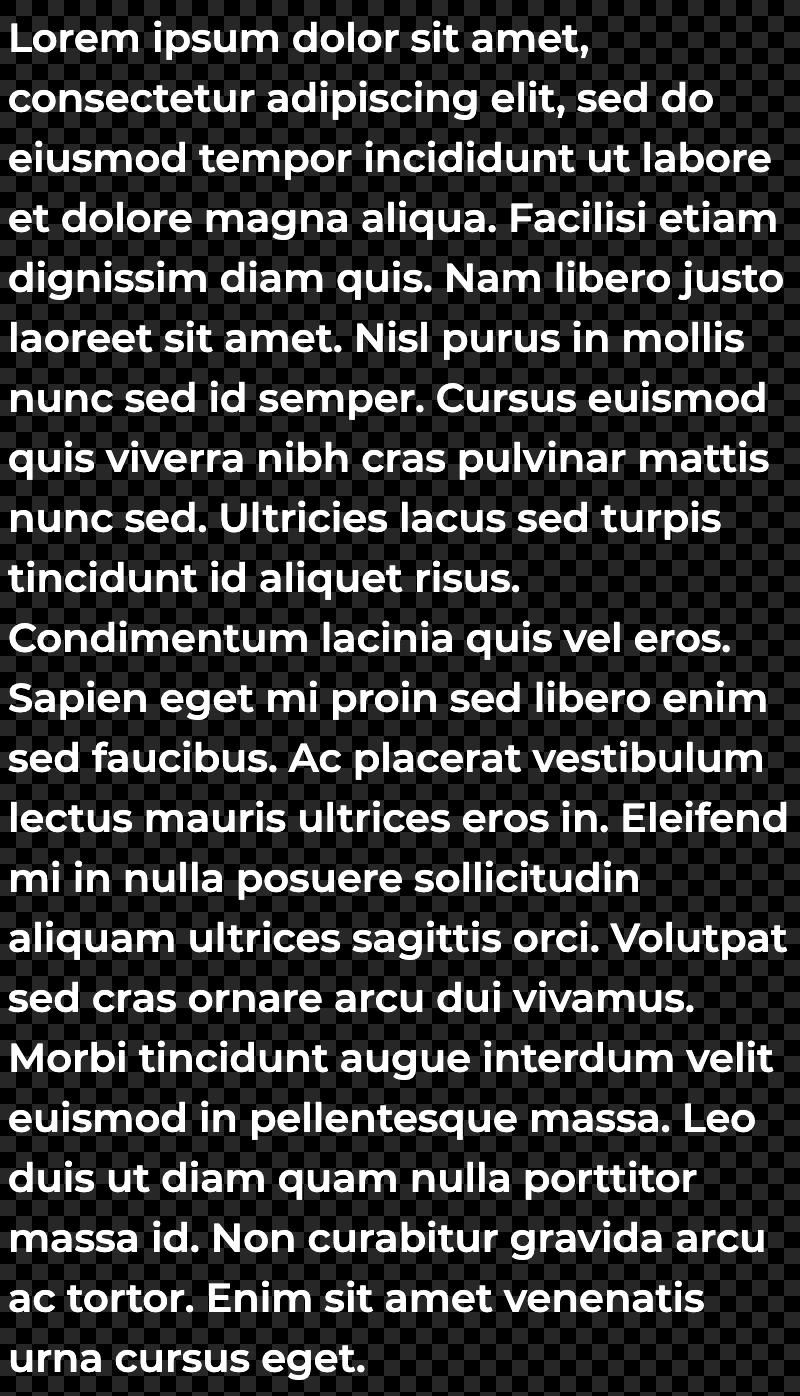 Lorem ipsum dolor sit amet,
consectetur adipiscing elit, sed do
eiusmod tempor incididunt ut labore
et dolore magna aliqua. Facilisi etiam
dignissim diam quis. Nam libero justo
laoreet sit amet. Nisl purus in mollis
nunc sed id semper. Cursus euismod
quis viverra nibh cras pulvinar mattis
nunc sed. Ultricies lacus sed turpis
tincidunt id aliquet risus.
Condimentum lacinia quis vel eros.
Sapien eget mi proin sed libero enim
sed faucibus. Ac placerat vestibulum
lectus mauris ultrices eros in. Eleifend
mi in nulla posuere sollicitudin
aliquam ultrices sagittis orci. Volutpat
sed cras ornare arcu dui vivamus.
Morbi tincidunt augue interdum velit
euismod in pellentesque massa. Leo
duis ut diam quam nulla porttitor
massa id. Non curabitur gravida arcu
ac tortor. Enim sit amet venenatis
urna cursus eget.